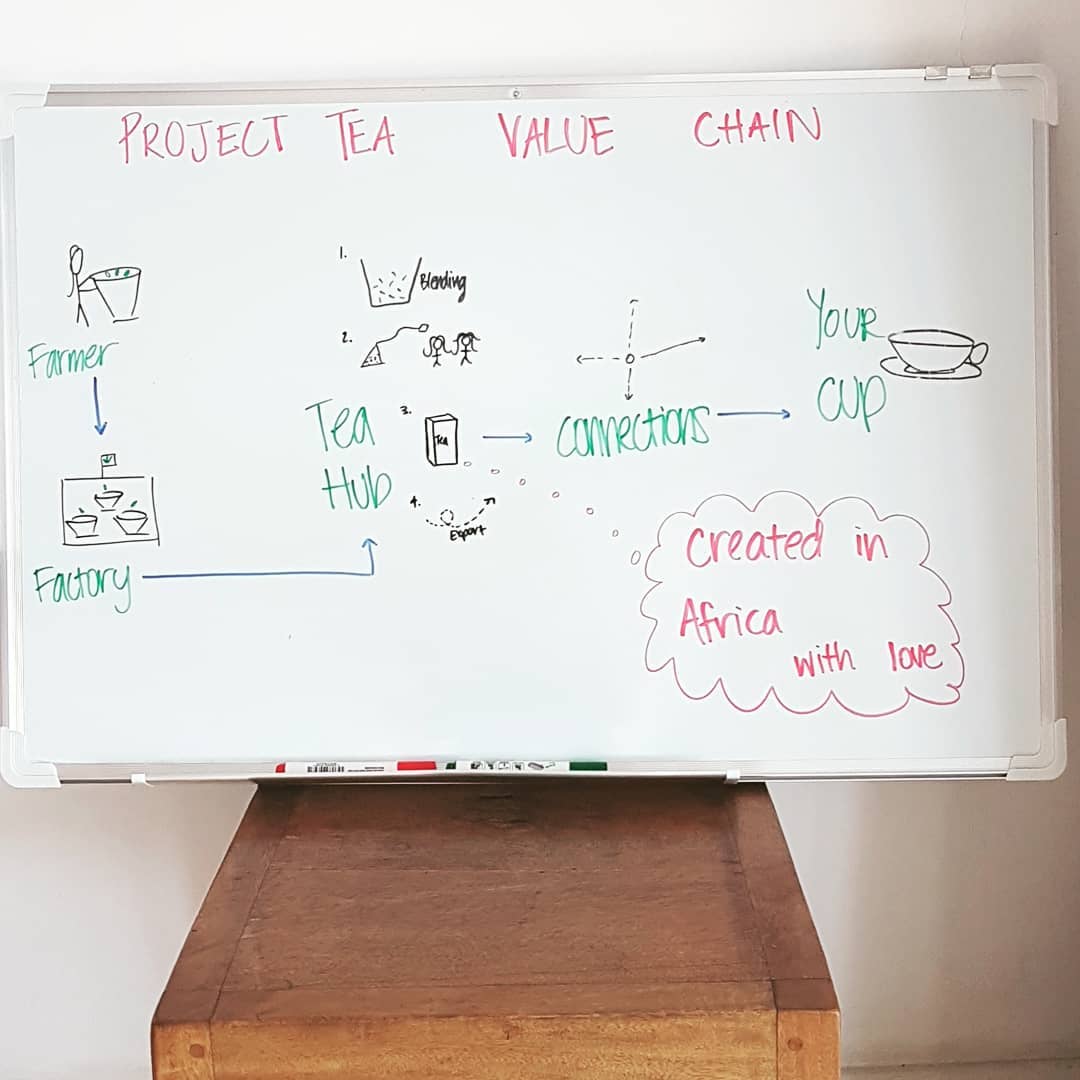 PROJECT TEA VALUE CHAIN
Farmer
Factory
1.
Blending
2.
Tea
Hub
3.
Tea
4.
Export
connections
Your
cup
created in
Africa
with love